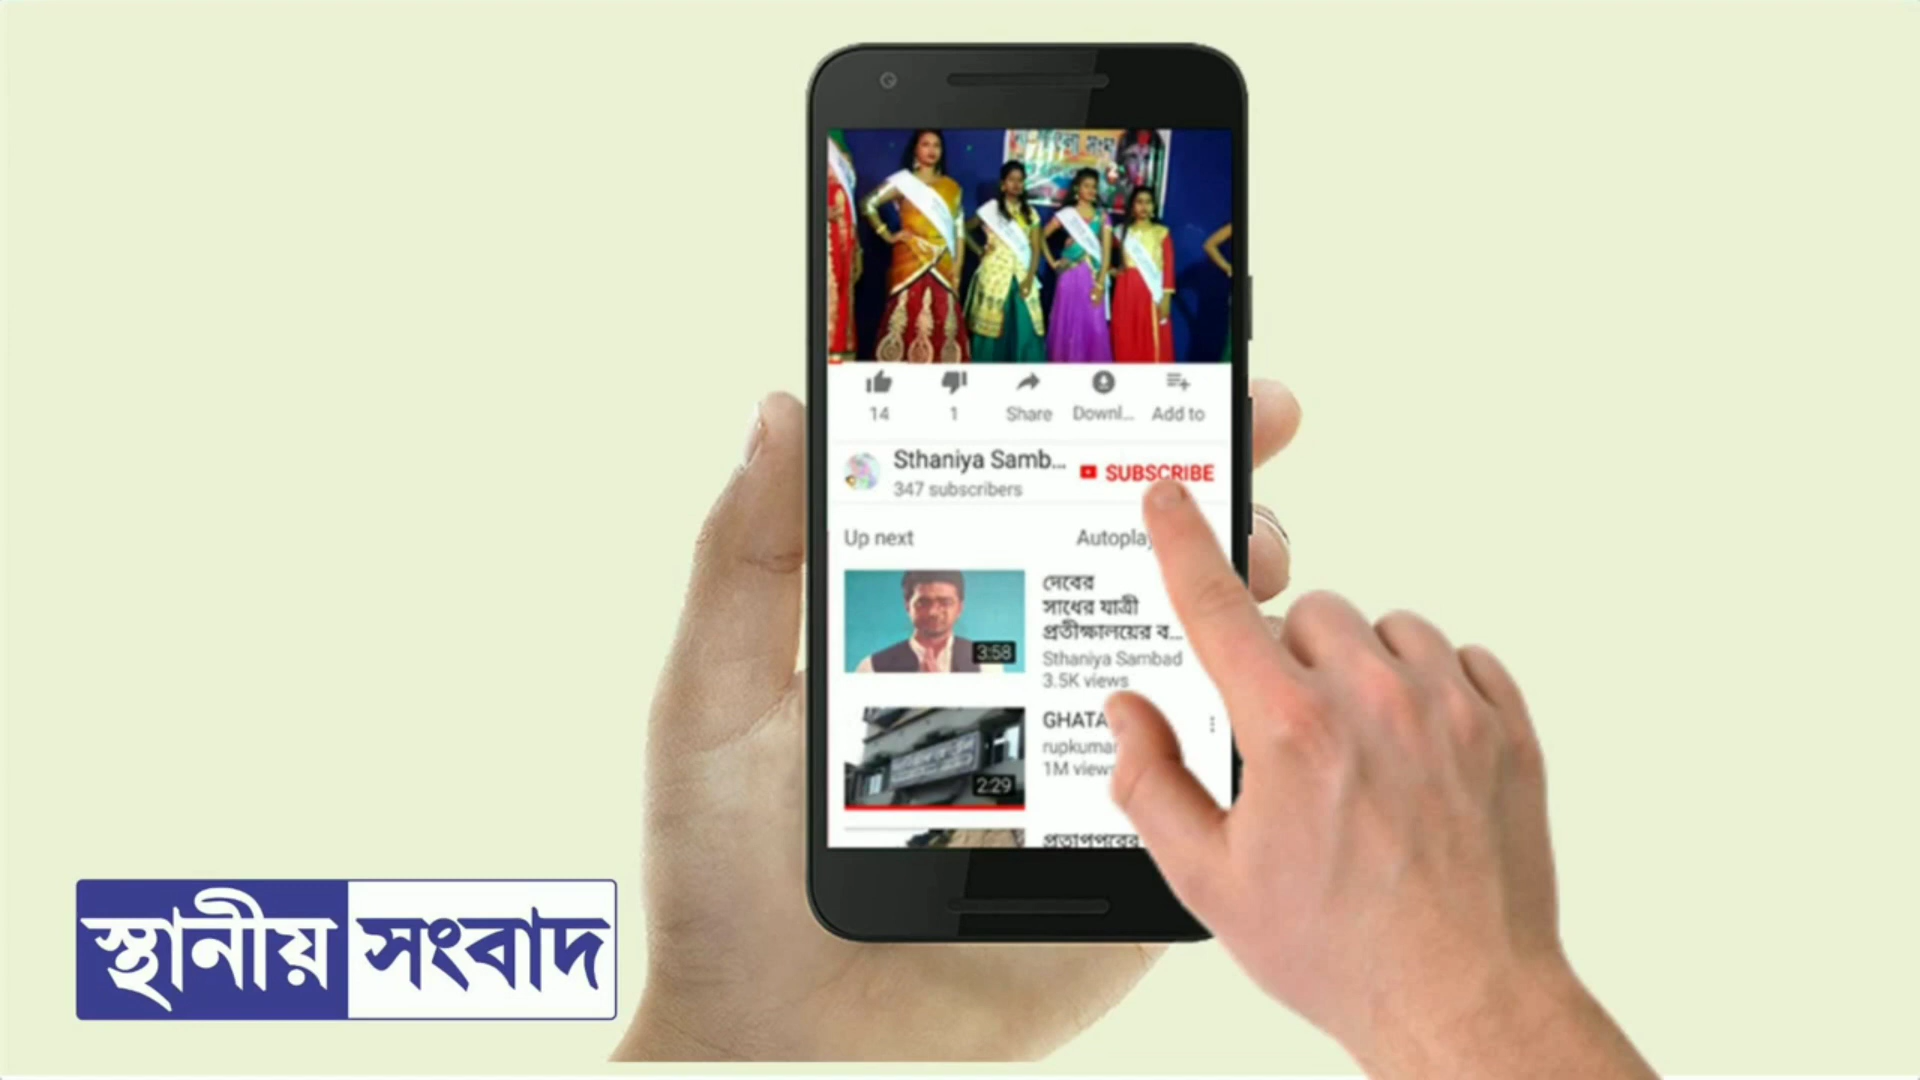 14
1
Share
Downl...
Add to
Sthaniya Samb...
SUBSCRIBE
347 subscribers
Up next
Autoplay
দেবের
সাধের যাত্রী
প্রতীক্ষালয়ের ব...
Sthaniya Sambad
3.5K views
3:58
GHATA
rupkumar
1M views
2:29
স্থানীয় সংবাদ